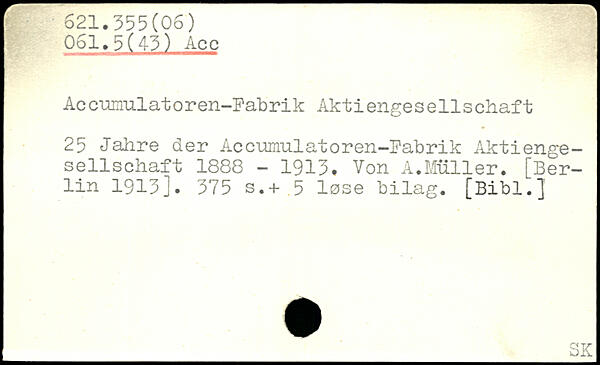 621.355(06)
061.5(43) Acc
Accumulatoren-Fabrik Aktiengesellschaft
25 Jahre der Accumulatoren-Fabrik Aktienge-
sellschaft 1888 - 1913. Von A.Müller. [Ber-
lin 1913]. 375 s.+ 5 løse bilag. [Bibl.]
SK